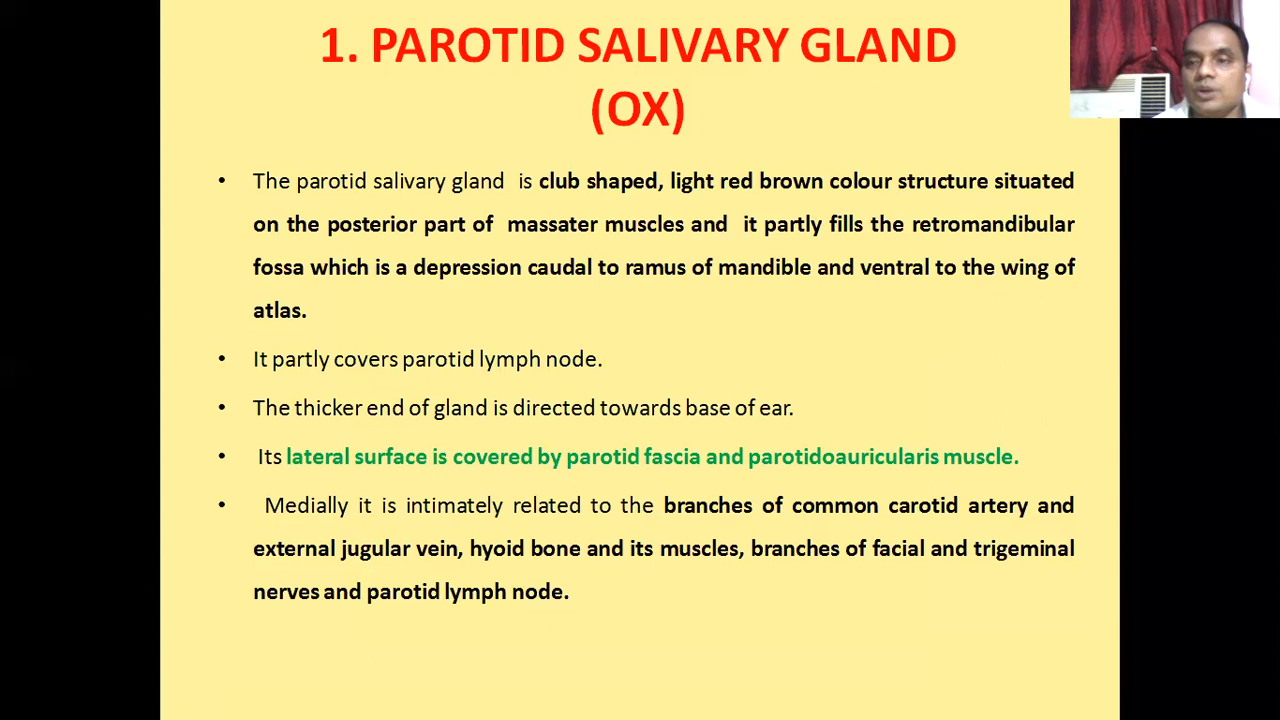 1. PAROTID SALIVARY GLAND
(OX)
• The parotid salivary gland is club shaped, light red brown colour structure situated
on the posterior part of massater muscles and it partly fills the retromandibular
fossa which is a depression caudal to ramus of mandible and ventral to the wing of
atlas.
• It partly covers parotid lymph node.
• The thicker end of gland is directed towards base of ear.
• Its lateral surface is covered by parotid fascia and parotidoauricularis muscle.
• Medially it is intimately related to the branches of common carotid artery and
external jugular vein, hyoid bone and its muscles, branches of facial and trigeminal
nerves and parotid lymph node.